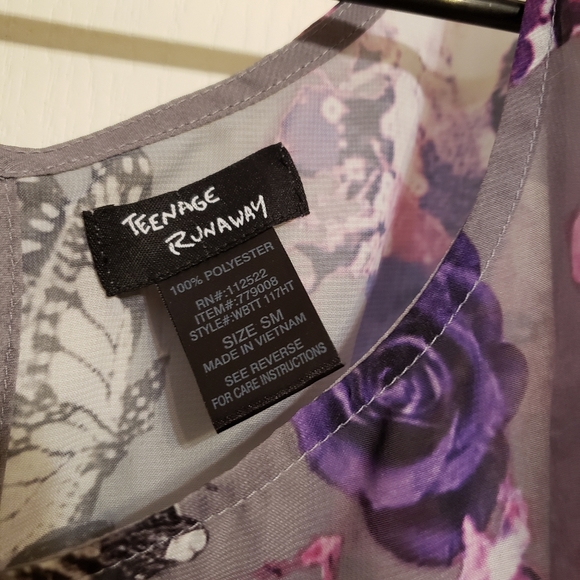 TEENAGE
RUNAWAY
100% POLYESTER
RN#:112522
ITEM#:779008
STYLE#:WBTT 117HT
SIZE SM
MADE IN VIETNAM
SEE REVERSE
FOR CARE INSTRUCTIONS